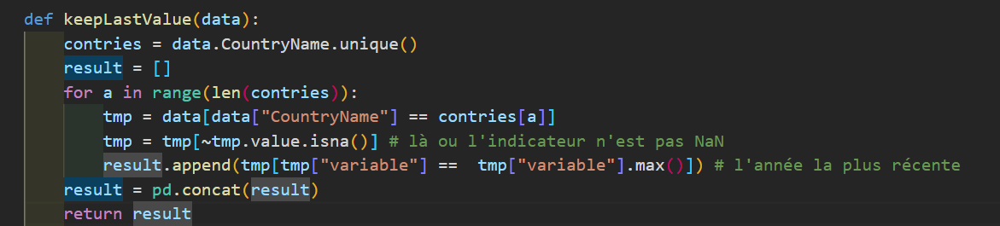 def keepLastValue(data):
    contries = data.CountryName.unique()
    result = []
    for a in range(len(contries)):
        tmp = data[data["CountryName"] == contries[a]]
        tmp = tmp[~tmp.value.isna()] # là ou l'indicateur n'est pas NaN
        result.append(tmp[tmp["variable"] ==  tmp["variable"].max()]) # l'année la plus récente
    result = pd.concat(result)
    return result